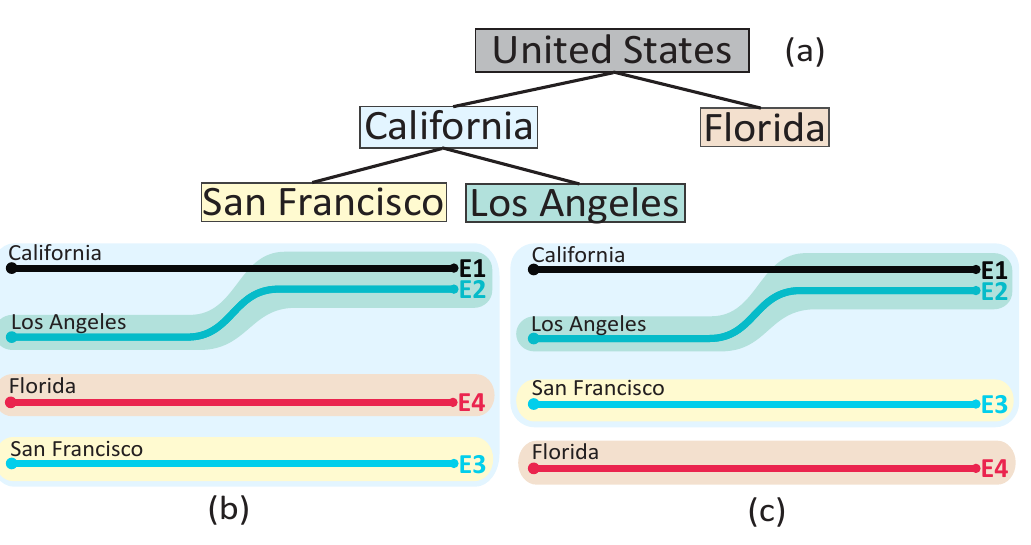 United States
(a)
California
Florida
San Francisco
Los Angeles
California
E1
E2
Los Angeles
Florida
E4
San Francisco
E3
(b)
California
E1
E2
Los Angeles
San Francisco
E3
Florida
E4
(c)